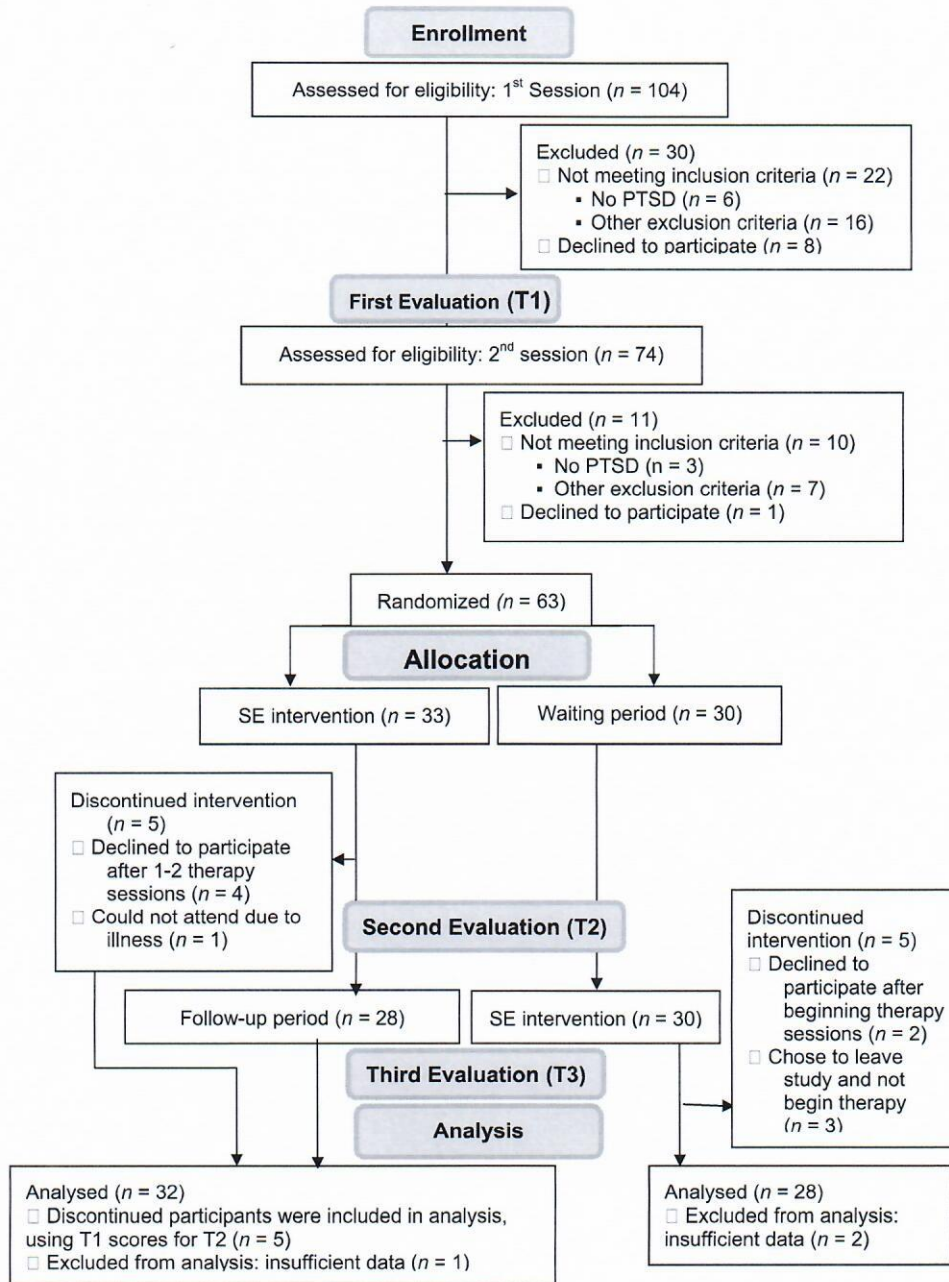 Enrollment
Assessed for eligibility: 1st Session (n = 104)
Excluded (n = 30)
□ Not meeting inclusion criteria (n = 22)
▪ No PTSD (n = 6)
▪ Other exclusion criteria (n = 16)
□ Declined to participate (n = 8)
First Evaluation (T1)
Assessed for eligibility: 2nd session (n = 74)
Excluded (n = 11)
□ Not meeting inclusion criteria (n = 10)
▪ No PTSD (n = 3)
▪ Other exclusion criteria (n = 7)
□ Declined to participate (n = 1)
Randomized (n = 63)
Allocation
SE intervention (n = 33)
Waiting period (n = 30)
Discontinued intervention
(n = 5)
□ Declined to participate
after 1-2 therapy
sessions (n = 4)
□ Could not attend due to
illness (n = 1)
Second Evaluation (T2)
Discontinued
intervention (n = 5)
□ Declined to
participate after
beginning therapy
sessions (n = 2)
□ Chose to leave
study and not
begin therapy
(n = 3)
Follow-up period (n = 28)
SE intervention (n = 30)
Third Evaluation (T3)
Analysis
Analysed (n = 32)
□ Discontinued participants were included in analysis,
using T1 scores for T2 (n = 5)
□ Excluded from analysis: insufficient data (n = 1)
Analysed (n = 28)
□ Excluded from analysis:
insufficient data (n = 2)